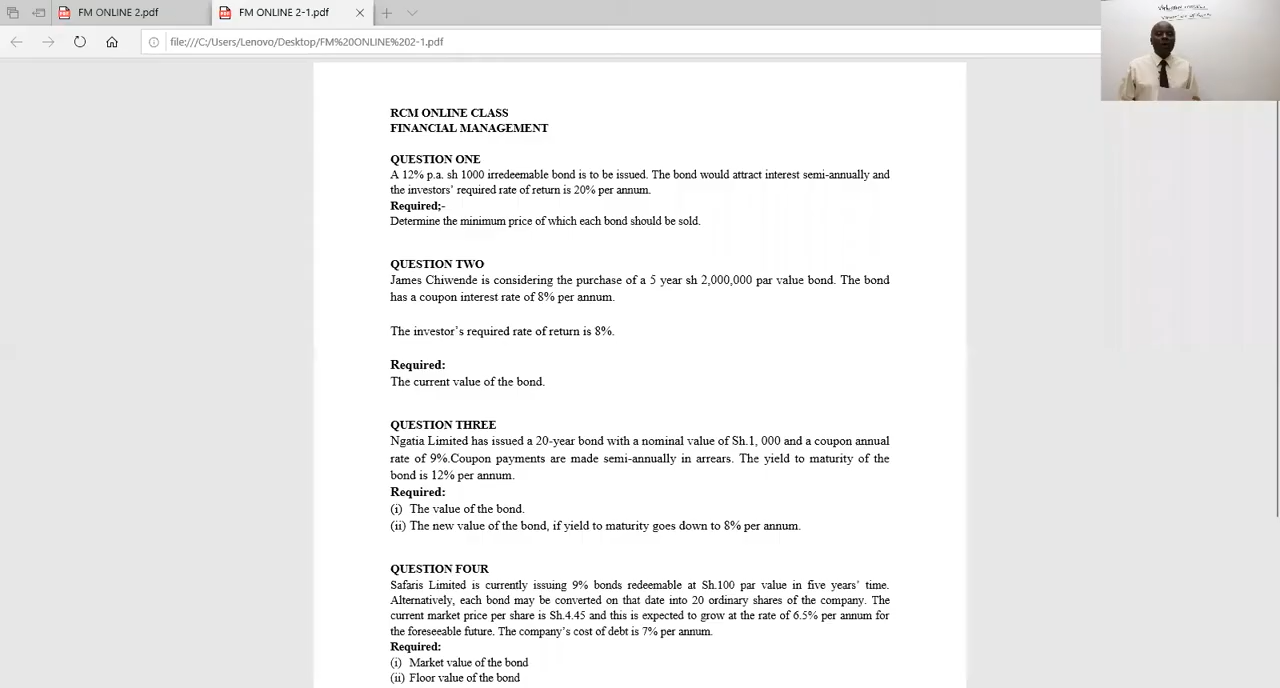 FM ONLINE 2.pdf
FM ONLINE 2-1.pdf
file:///C:/Users/Lenovo/Desktop/FM%20ONLINE%202-1.pdf
RCM ONLINE CLASS
FINANCIAL MANAGEMENT
QUESTION ONE
A 12% p.a. sh 1000 irredeemable bond is to be issued. The bond would attract interest semi-annually and
the investors' required rate of return is 20% per annum.
Required;-
Determine the minimum price of which each bond should be sold.
QUESTION TWO
James Chiwende is considering the purchase of a 5 year sh 2,000,000 par value bond. The bond
has a coupon interest rate of 8% per annum.
The investor's required rate of return is 8%.
Required:
The current value of the bond.
QUESTION THREE
Ngatia Limited has issued a 20-year bond with a nominal value of Sh.1, 000 and a coupon annual
rate of 9%.Coupon payments are made semi-annually in arrears. The yield to maturity of the
bond is 12% per annum.
Required:
(i) The value of the bond.
(ii) The new value of the bond, if yield to maturity goes down to 8% per annum.
QUESTION FOUR
Safaris Limited is currently issuing 9% bonds redeemable at Sh.100 par value in five years' time.
Alternatively, each bond may be converted on that date into 20 ordinary shares of the company. The
current market price per share is Sh.4.45 and this is expected to grow at the rate of 6.5% per annum for
the foreseeable future. The company's cost of debt is 7% per annum.
Required:
(i) Market value of the bond
(ii) Floor value of the bond